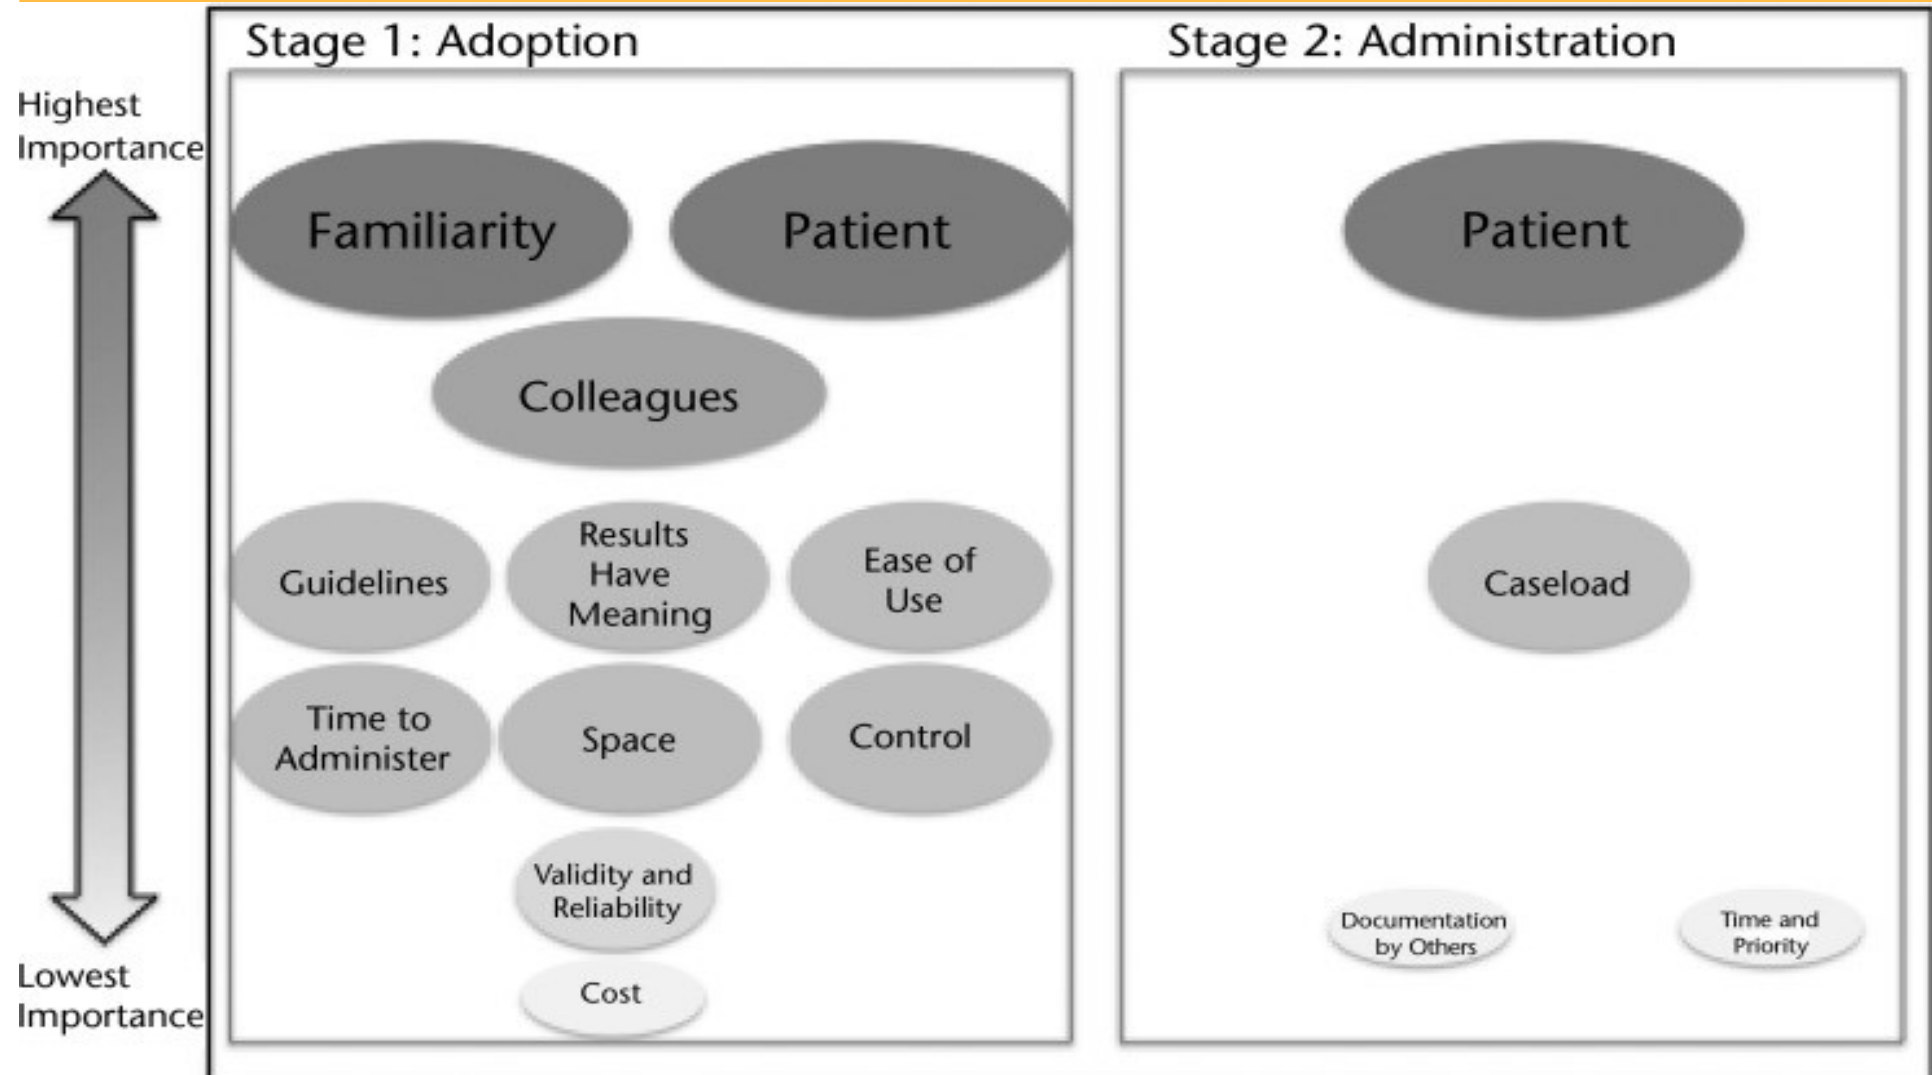 Stage 1: Adoption
Stage 2: Administration
Highest
Importance
Familiarity
Patient
Patient
Colleagues
Guidelines
Results
Have
Meaning
Ease of
Use
Caseload
Time to
Administer
Space
Control
Validity and
Reliability
Documentation
by Others
Time and
Priority
Cost
Lowest
Importance